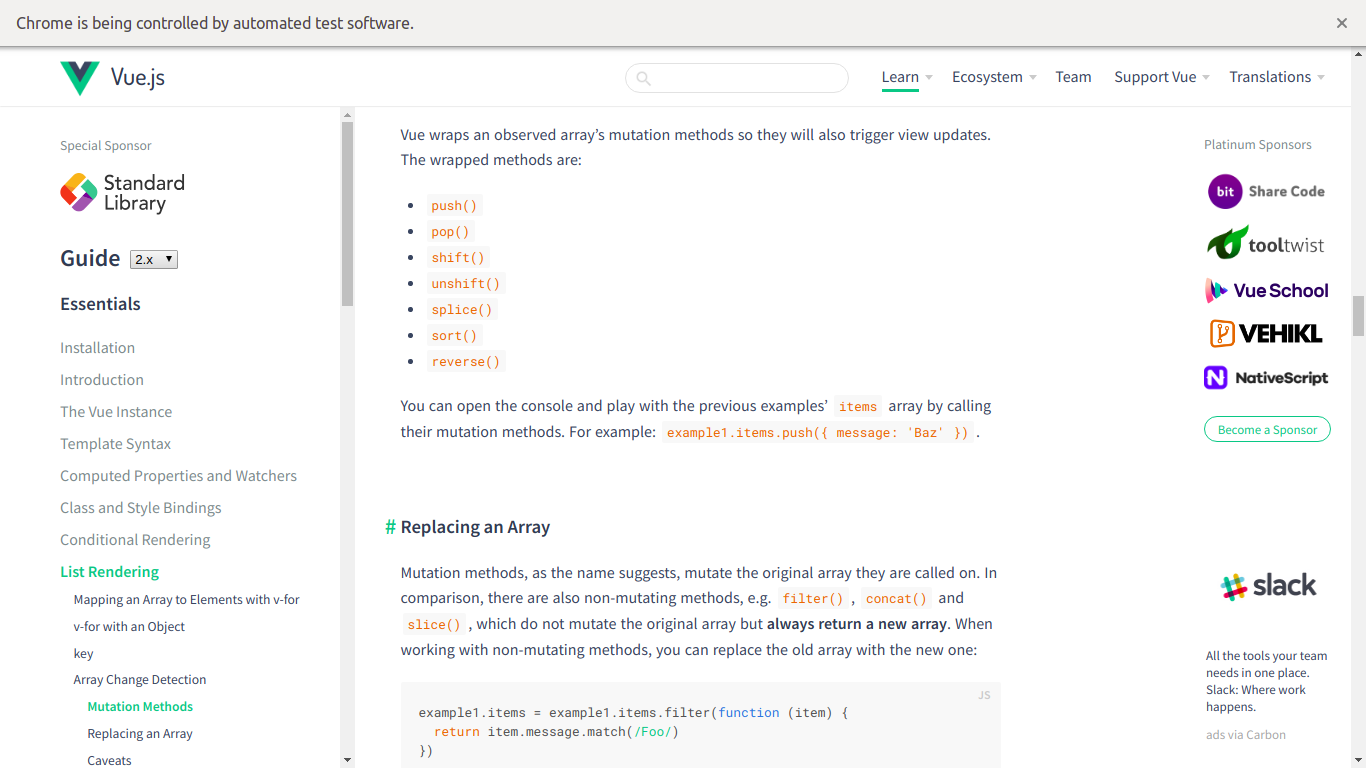 Chrome is being controlled by automated test software.
Vue.js
Learn
Ecosystem
Team
Support Vue
Translations
Special Sponsor
Standard
Library
Guide 2.x
Essentials
Installation
Introduction
The Vue Instance
Template Syntax
Computed Properties and Watchers
Class and Style Bindings
Conditional Rendering
List Rendering
Mapping an Array to Elements with v-for
v-for with an Object
key
Array Change Detection
Mutation Methods
Replacing an Array
Caveats
Vue wraps an observed array’s mutation methods so they will also trigger view updates.
The wrapped methods are:
push()
pop()
shift()
unshift()
splice()
sort()
reverse()
You can open the console and play with the previous examples’ items array by calling
their mutation methods. For example: example1.items.push({ message: 'Baz' }) .
# Replacing an Array
Mutation methods, as the name suggests, mutate the original array they are called on. In
comparison, there are also non-mutating methods, e.g. filter() , concat() and
slice() , which do not mutate the original array but always return a new array. When
working with non-mutating methods, you can replace the old array with the new one:
JS
example1.items = example1.items.filter(function (item) {
return item.message.match(/Foo/)
})
Platinum Sponsors
bit Share Code
tooltwist
Vue School
VEHIKL
N NativeScript
Become a Sponsor
slack
All the tools your team
needs in one place.
Slack: Where work
happens.
ads via Carbon